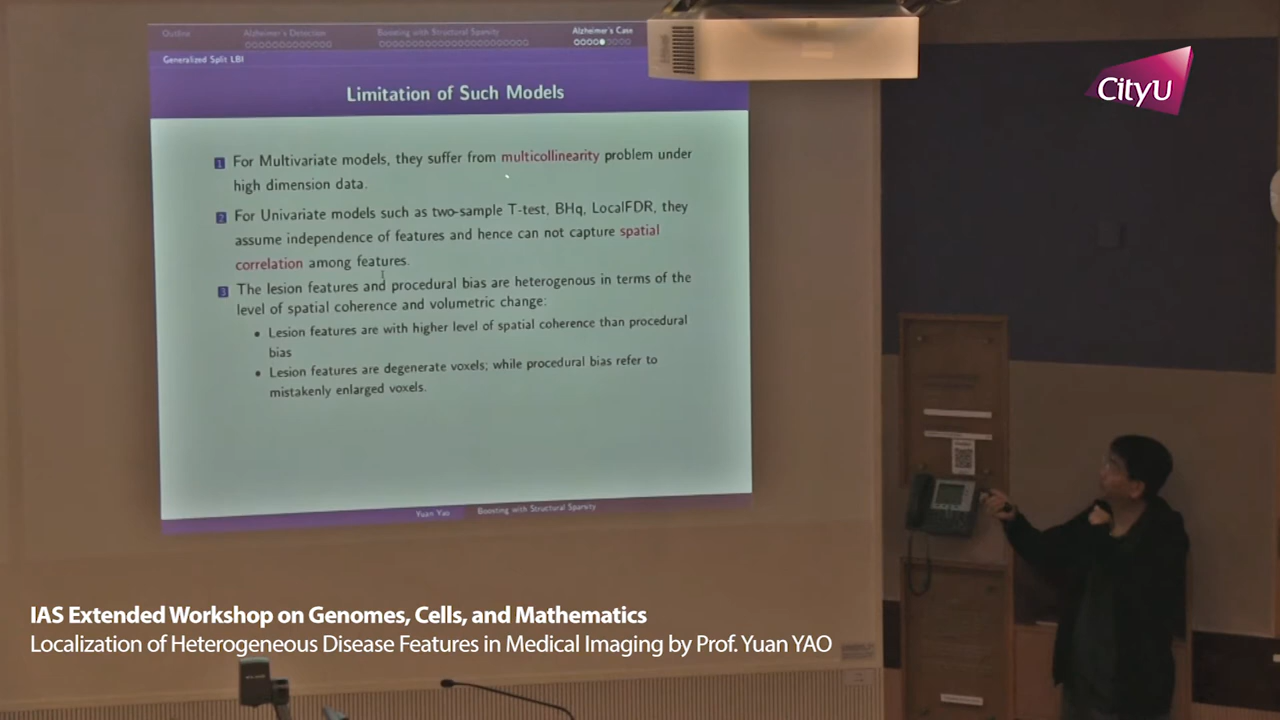 Outline
Alzheimer's Detection
Boosting with Structural Sparsity
Alzheimer's Case
Generalized Split LBI
CityU
Limitation of Such Models
1 For Multivariate models, they suffer from multicollinearity problem under
high dimension data.
2 For Univariate models such as two-sample T-test, BHq, LocalFDR, they
assume independence of features and hence can not capture spatial
correlation among features.
3 The lesion features and procedural bias are heterogenous in terms of the
level of spatial coherence and volumetric change:
• Lesion features are with higher level of spatial coherence than procedural
bias
• Lesion features are degenerate voxels; while procedural bias refer to
mistakenly enlarged voxels.
Yuan Yao
Boosting with Structural Sparsity
IAS Extended Workshop on Genomes, Cells, and Mathematics
Localization of Heterogeneous Disease Features in Medical Imaging by Prof. Yuan YAO